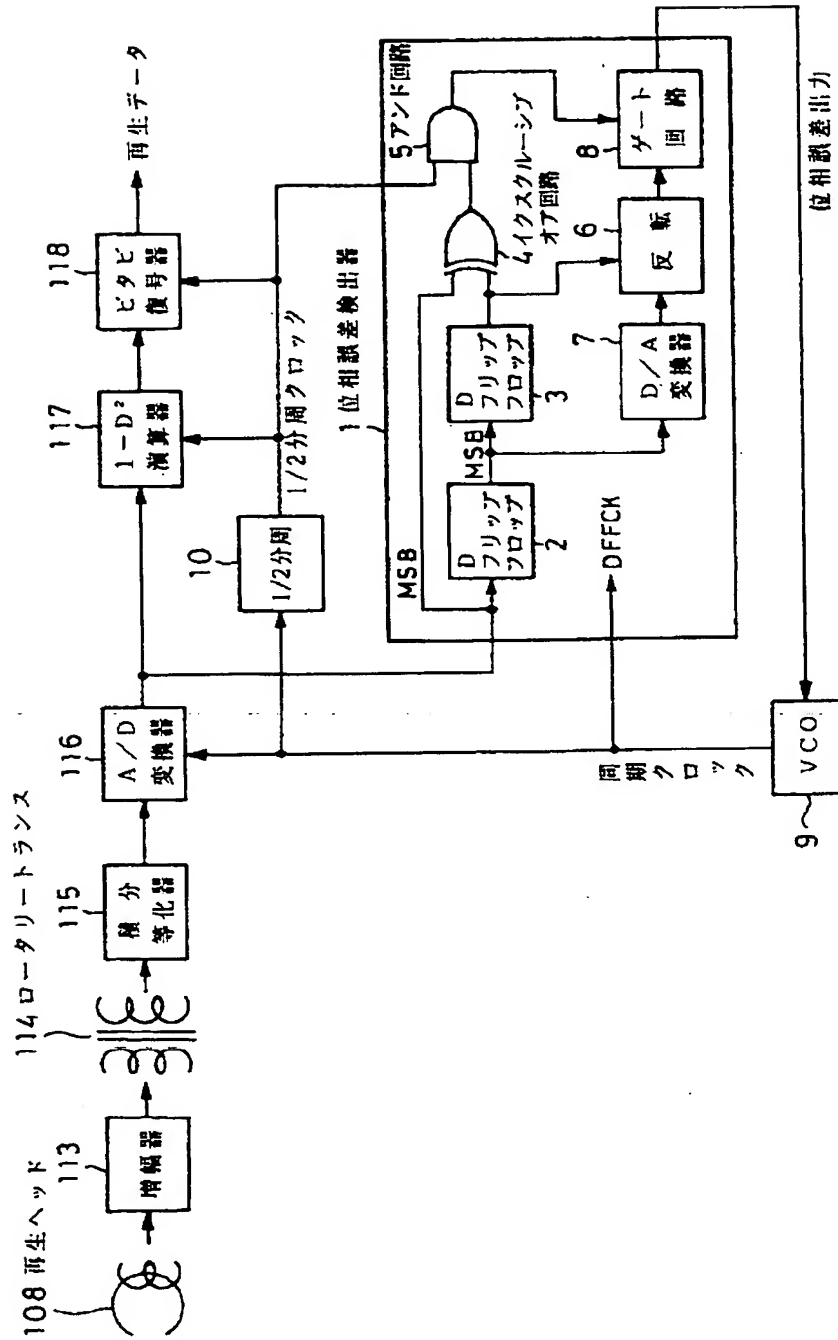 108 再生ヘッド
113
増幅器
114 ロータリートランス
115
積分
等化器
116
A/D
変換器
117
1-D²
演算器
118
ビタビ
復号器
再生データ
10
1/2分周
1/2分周クロック
1 位相誤差検出器
MSB
D
フリップ
フロップ
2
MSB
D
フリップ
フロップ
3
4 イクスクルーシブ
オア回路
5 アンド回路
7
D/A
変換器
6
反転
8
ゲート
回路
DFFCK
同期クロック
9
VCO
位相誤差出力